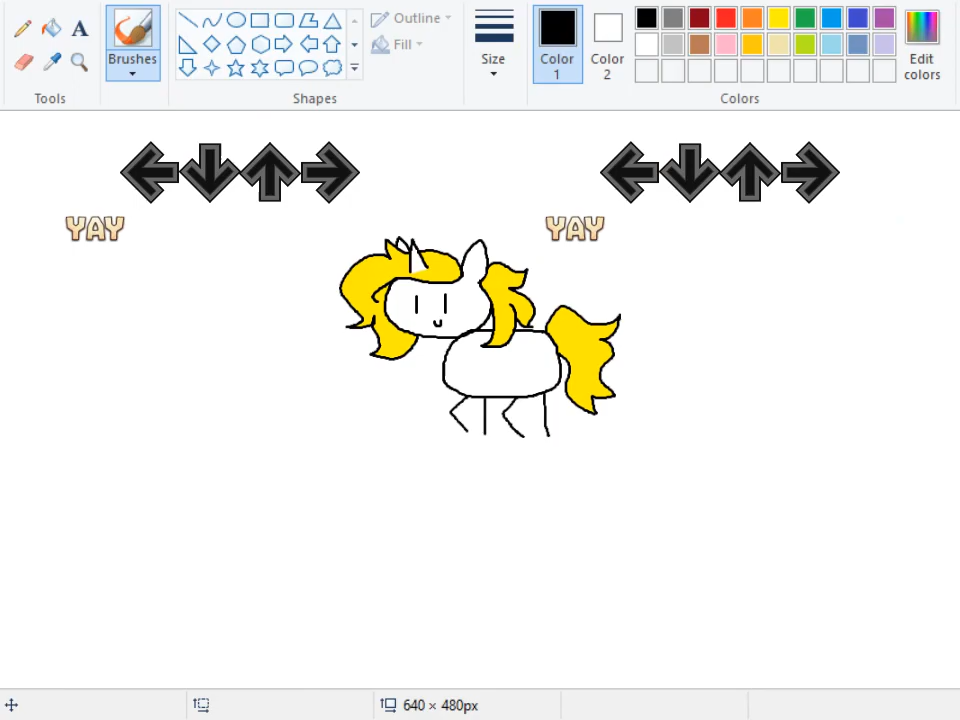 A
Brushes
Outline
Fill
Size
Color
1
Color
2
Edit
colors
Tools
Shapes
Colors
YAY
YAY
640 × 480px